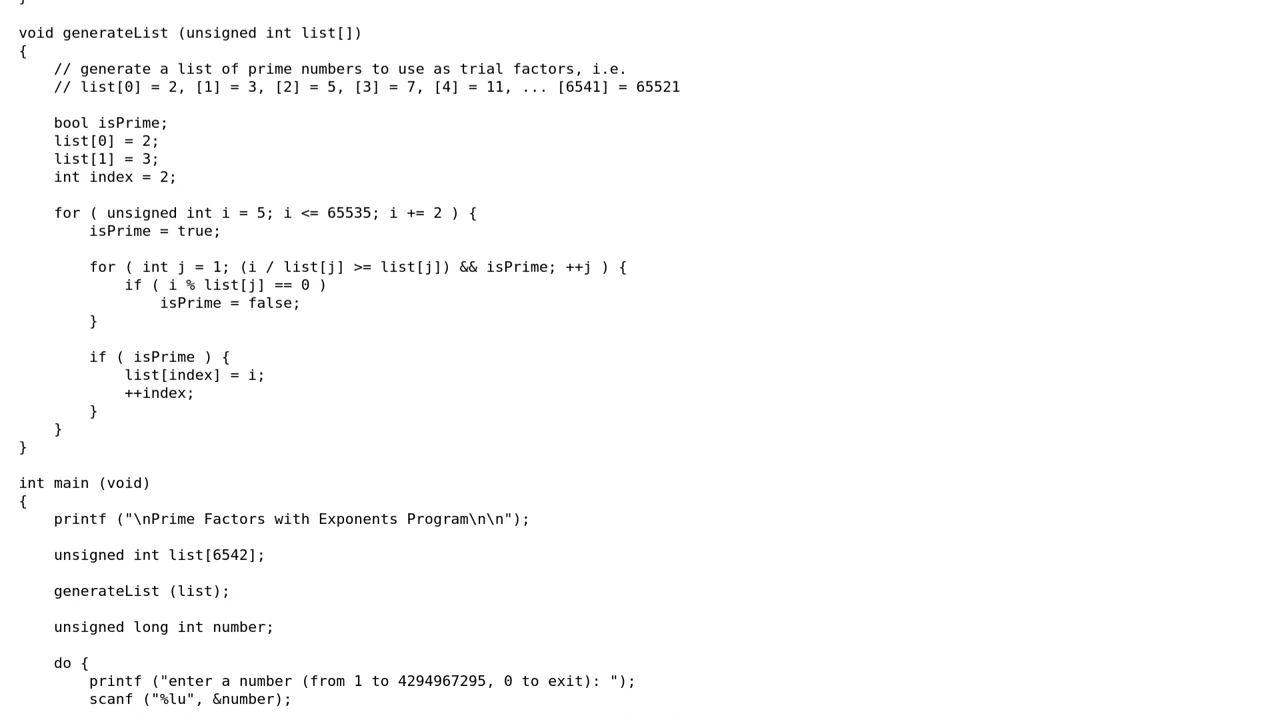 }
void generateList (unsigned int list[])
{
    // generate a list of prime numbers to use as trial factors, i.e.
    // list[0] = 2, [1] = 3, [2] = 5, [3] = 7, [4] = 11, ... [6541] = 65521
    bool isPrime;
    list[0] = 2;
    list[1] = 3;
    int index = 2;
    for ( unsigned int i = 5; i <= 65535; i += 2 ) {
        isPrime = true;
        for ( int j = 1; (i / list[j] >= list[j]) && isPrime; ++j ) {
            if ( i % list[j] == 0 )
                isPrime = false;
        }
        if ( isPrime ) {
            list[index] = i;
            ++index;
        }
    }
}
int main (void)
{
    printf ("\nPrime Factors with Exponents Program\n\n");
    unsigned int list[6542];
    generateList (list);
    unsigned long int number;
    do {
        printf ("enter a number (from 1 to 4294967295, 0 to exit): ");
        scanf ("%lu", &number);